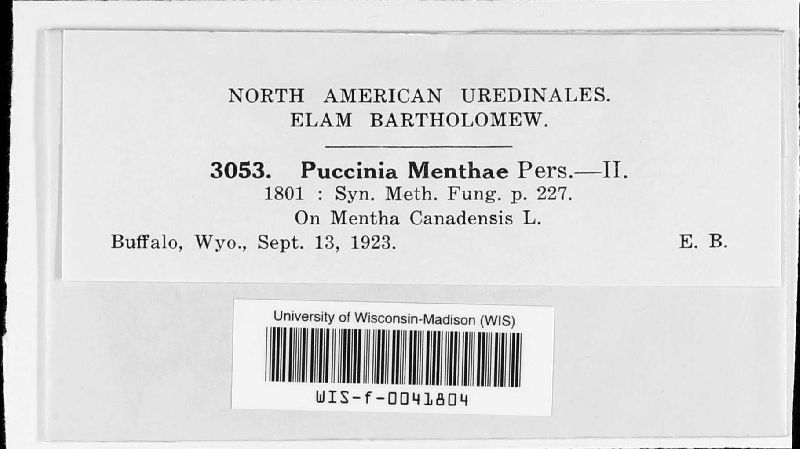 NORTH AMERICAN UREDINALES.
ELAM BARTHOLOMEW.
3053. Puccinia Menthae Pers.—II.
1801 : Syn. Meth. Fung. p. 227.
On Mentha Canadensis L.
Buffalo, Wyo., Sept. 13, 1923. E. B.
University of Wisconsin-Madison (WIS)
WIS-f-0041804